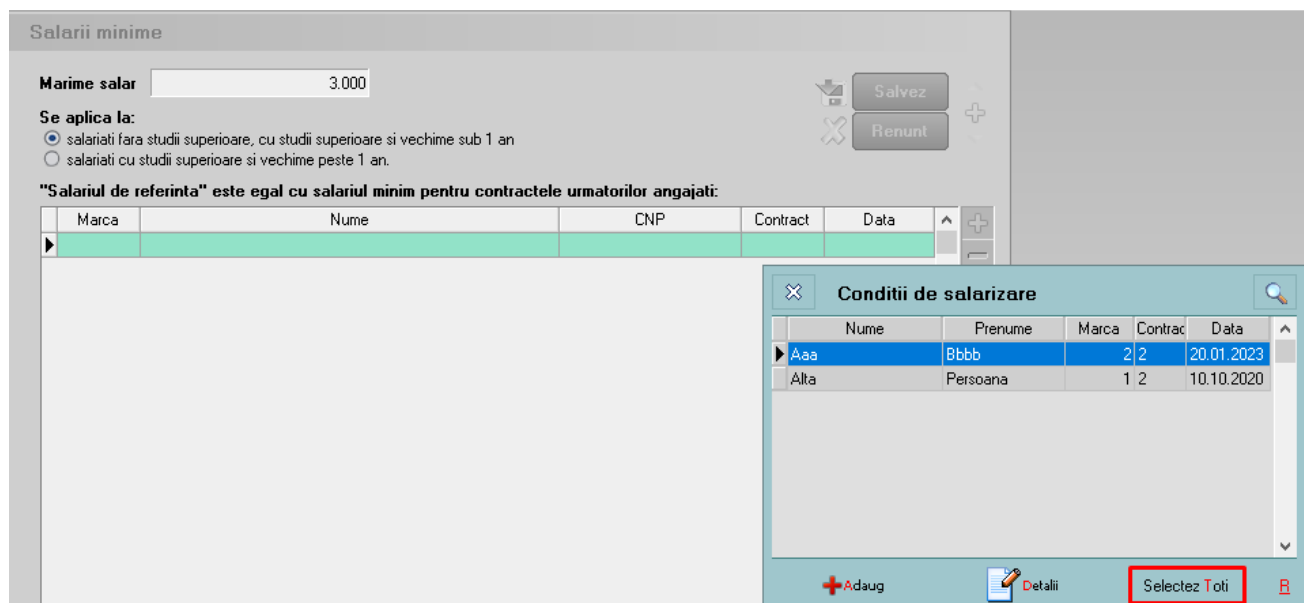 Salarii minime
Marime salar 3.000
Salvez
Se aplica la:
Renunt
salariati fara studii superioare, cu studii superioare si vechime sub 1 an
salariati cu studii superioare si vechime peste 1 an.
"Salariul de referinta" este egal cu salariul minim pentru contractele urmatorilor angajati:
Marca Nume CNP Contract Data
Conditii de salarizare
Nume Prenume Marca Contrac Data
Aaa Bbbb 2 2 20.01.2023
Alta Persoana 1 2 10.10.2020
Adaug Detalii Selectez Toti R